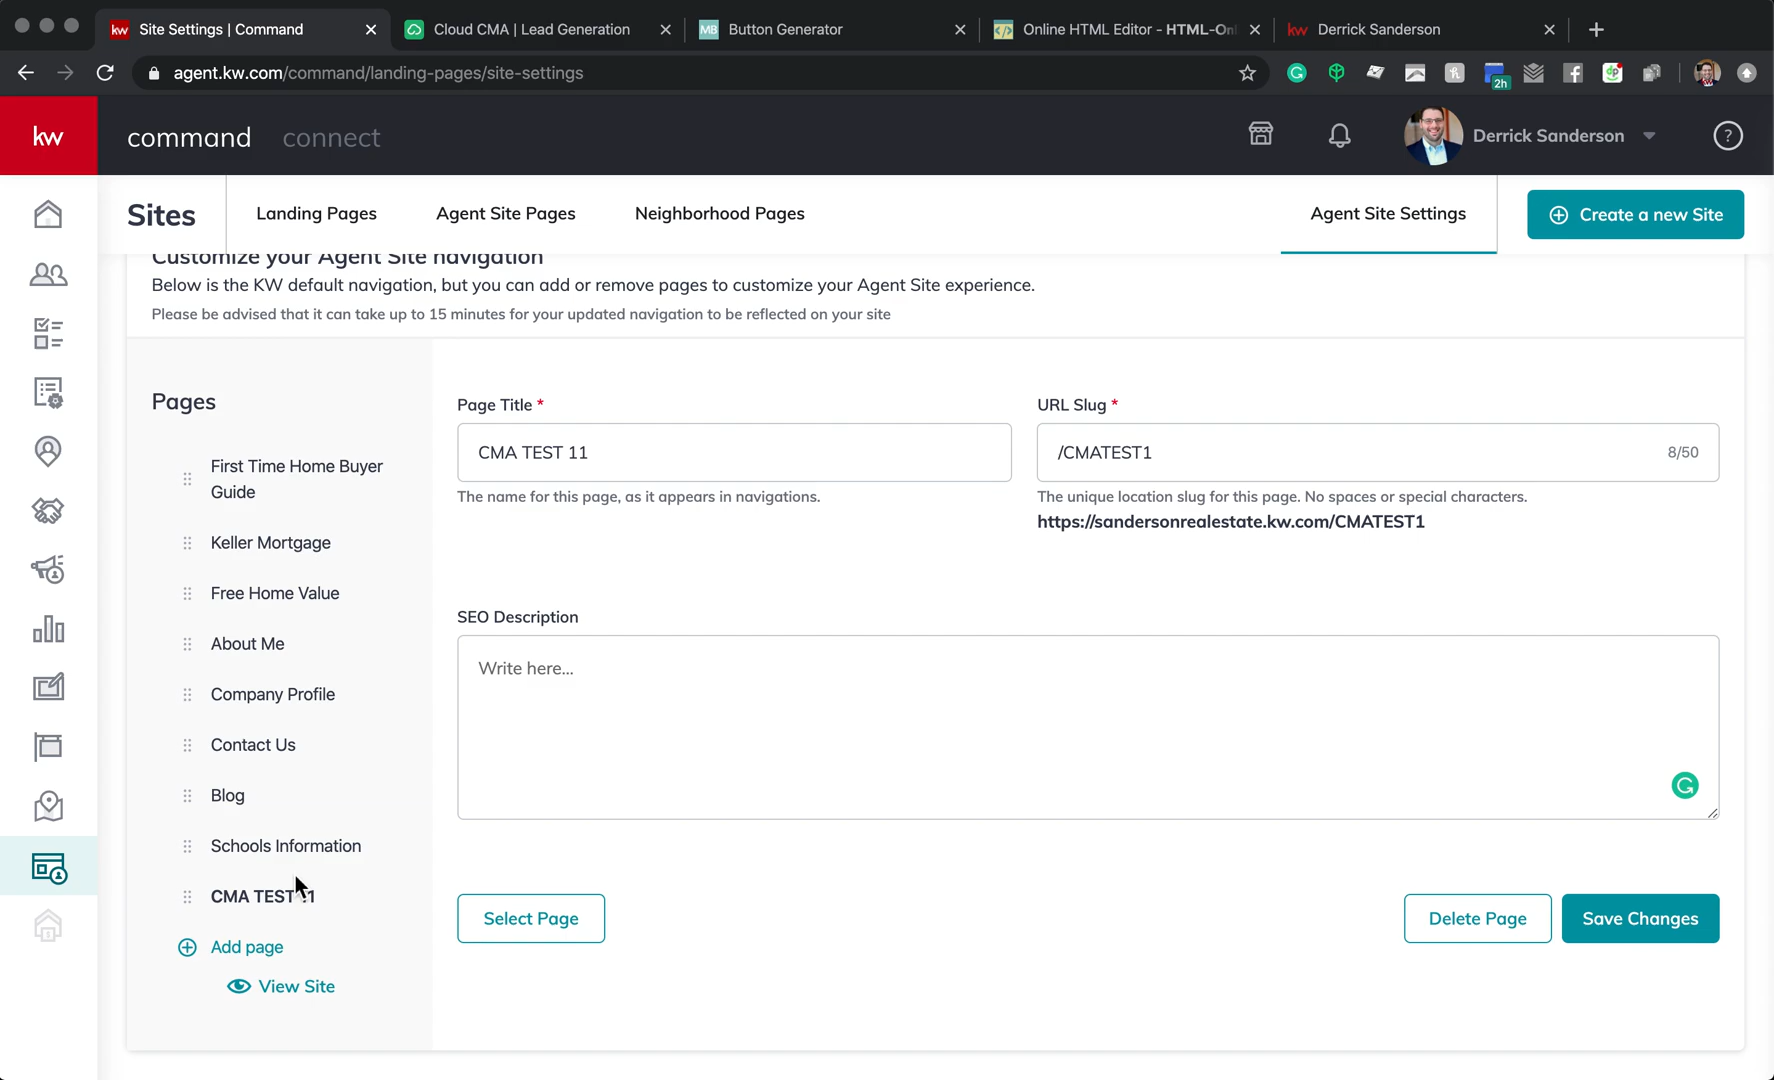 kw Site Settings | Command
Cloud CMA | Lead Generation
MB Button Generator
Online HTML Editor - HTML-Onl
kw Derrick Sanderson
agent.kw.com/command/landing-pages/site-settings
2h
kw
command connect
Derrick Sanderson
?
Sites
Landing Pages
Agent Site Pages
Neighborhood Pages
Agent Site Settings
Create a new Site
Customize your Agent Site navigation
Below is the KW default navigation, but you can add or remove pages to customize your Agent Site experience.
Please be advised that it can take up to 15 minutes for your updated navigation to be reflected on your site
Pages
First Time Home Buyer
Guide
Keller Mortgage
Free Home Value
About Me
Company Profile
Contact Us
Blog
Schools Information
CMA TEST 11
Add page
View Site
Page Title *
CMA TEST 11
The name for this page, as it appears in navigations.
URL Slug *
/CMATEST1
8/50
The unique location slug for this page. No spaces or special characters.
https://sandersonrealestate.kw.com/CMATEST1
SEO Description
Write here...
Select Page
Delete Page
Save Changes